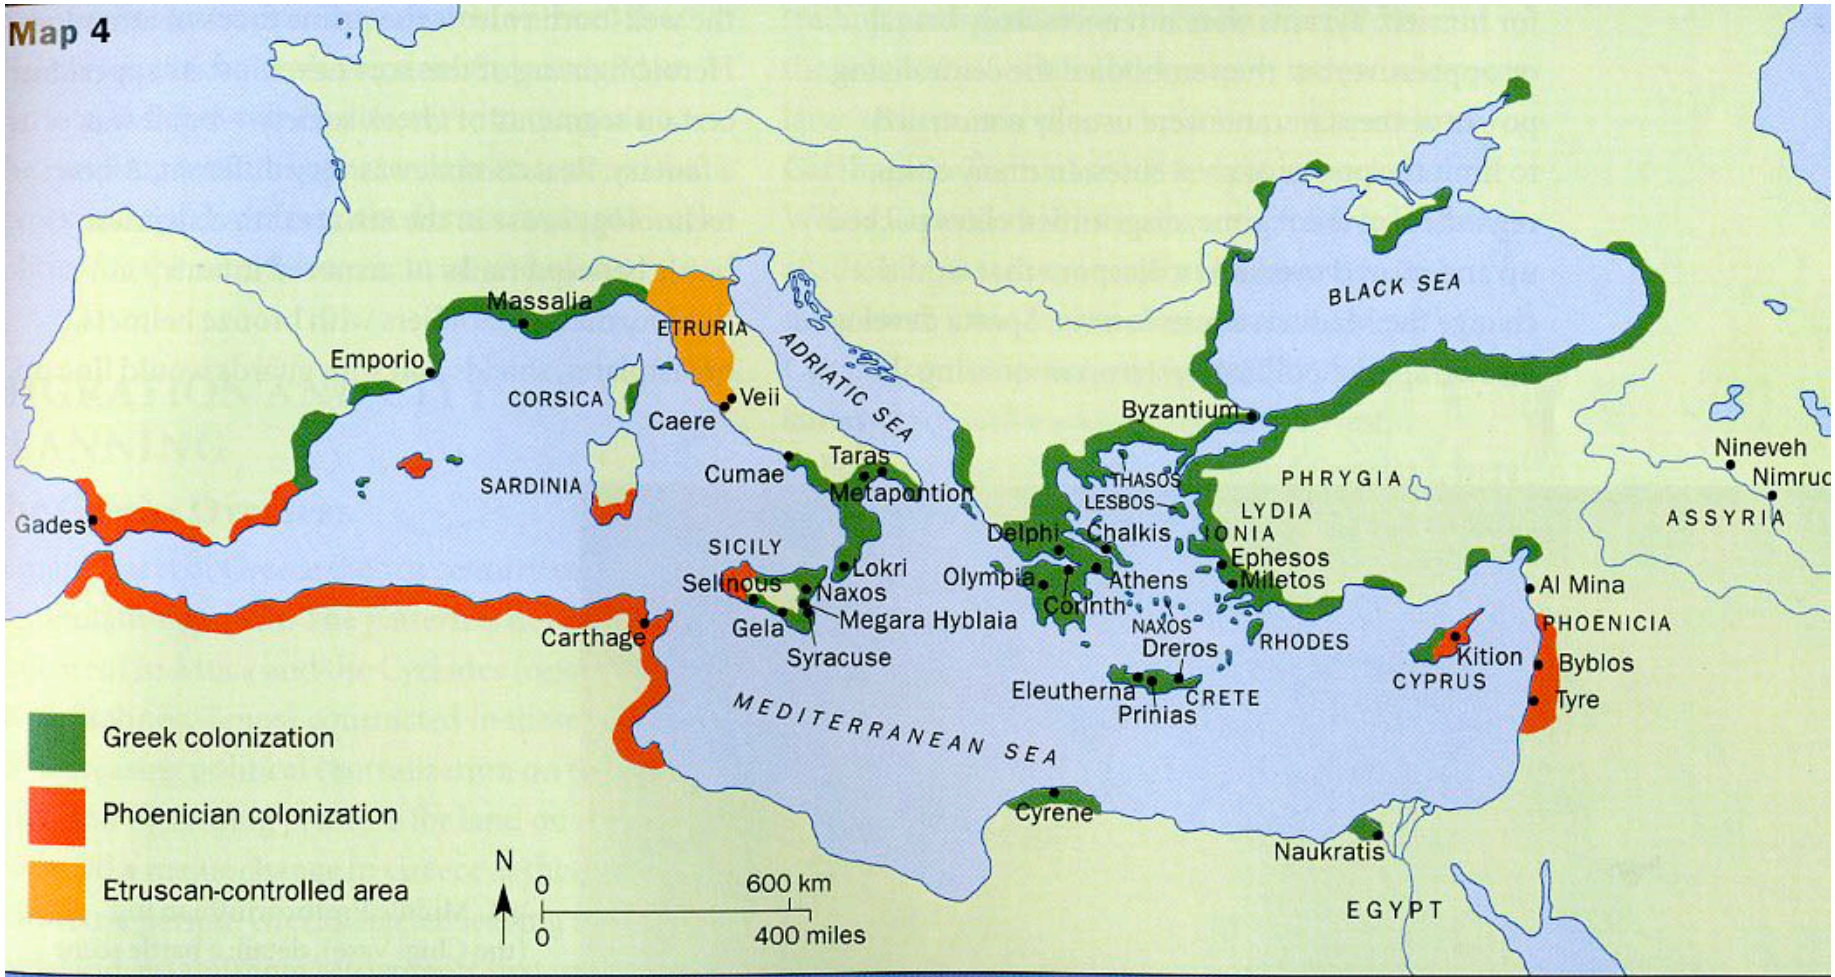 Map 4
BLACK SEA
Massalia
ETRURIA
ADRIATIC SEA
Emporio
CORSICA
Veii
Caere
Byzantium
Nineveh
Nimrud
Taras
Cumae
SARDINIA
Metapontion
THASOS
LESBOS
PHRYGIA
LYDIA
ASSYRIA
Gades
Delphi
Chalkis
IONIA
SICILY
Ephesos
Selinous
Lokri
Olympia
Athens
Miletos
Al Mina
Naxos
Corinth
Carthage
Gela
Megara Hyblaia
NAXOS
RHODES
PHOENICIA
Syracuse
Dreros
Kition
Byblos
Eleutherna
CRETE
CYPRUS
Tyre
Prinias
MEDITERRANEAN SEA
Greek colonization
Phoenician colonization
Cyrene
Naukratis
Etruscan-controlled area
N
0
600 km
0
400 miles
EGYPT